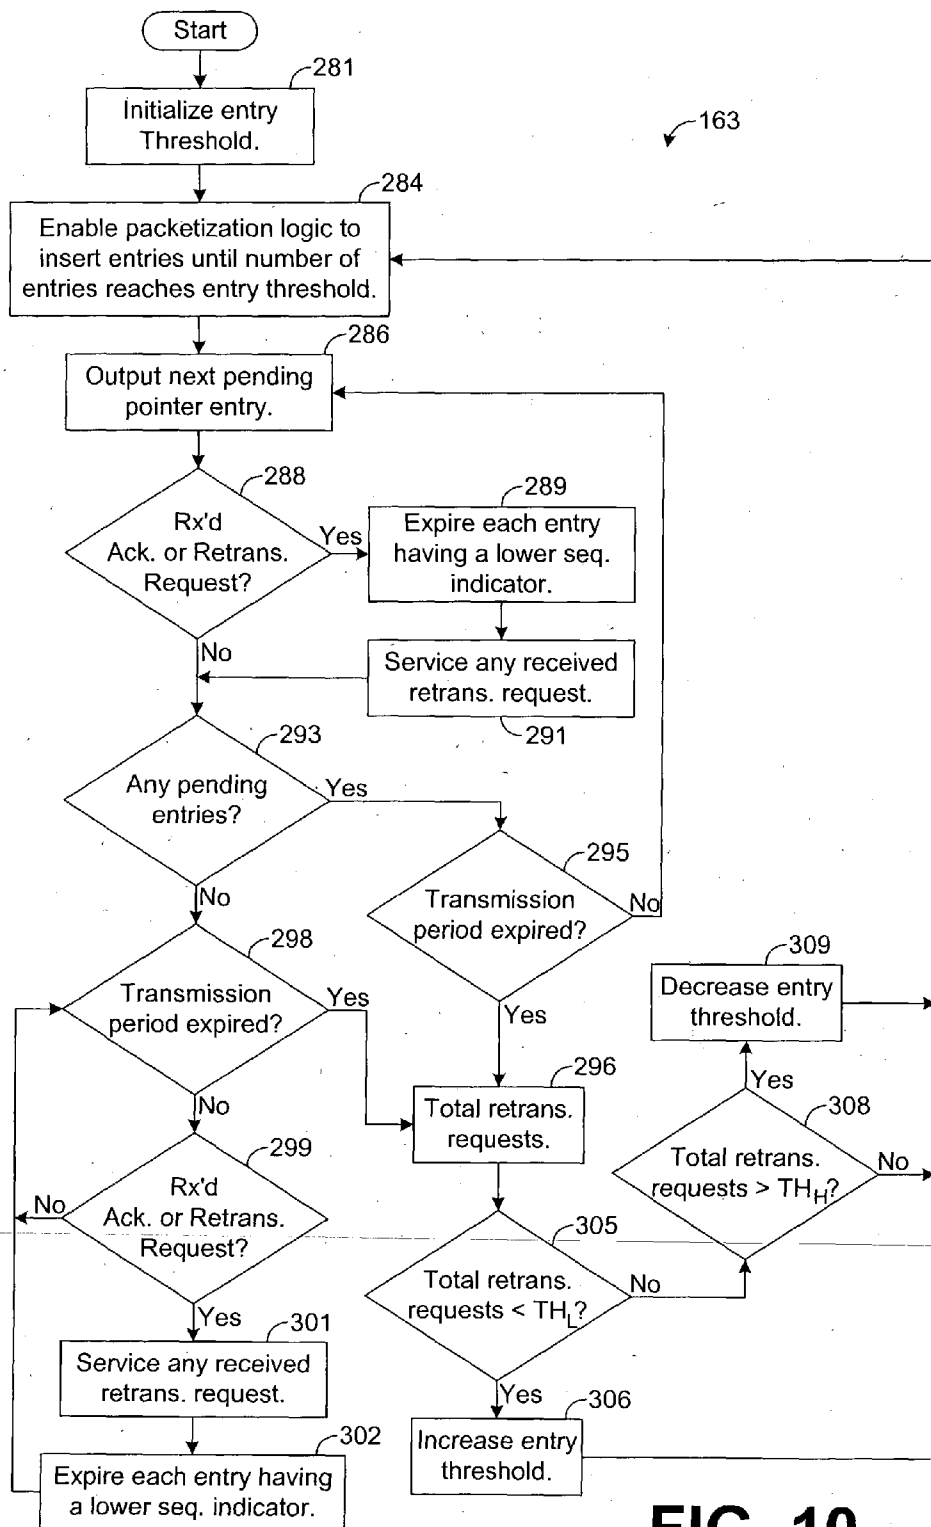 Start
281
Initialize entry
Threshold.
163
284
Enable packetization logic to
insert entries until number of
entries reaches entry threshold.
286
Output next pending
pointer entry.
288
Rx'd
Ack. or Retrans.
Request?
Yes
289
Expire each entry
having a lower seq.
indicator.
No
Service any received
retrans. request.
291
293
Any pending
entries?
Yes
295
Transmission
period expired?
No
No
298
Transmission
period expired?
Yes
Yes
309
Decrease entry
threshold.
296
Total retrans.
requests.
Yes
308
Total retrans.
requests > TH_H?
No
No
299
Rx'd
Ack. or Retrans.
Request?
No
305
Total retrans.
requests < TH_L?
No
Yes
301
Service any received
retrans. request.
Yes
306
Increase entry
threshold.
302
Expire each entry having
a lower seq. indicator.
FIG. 10